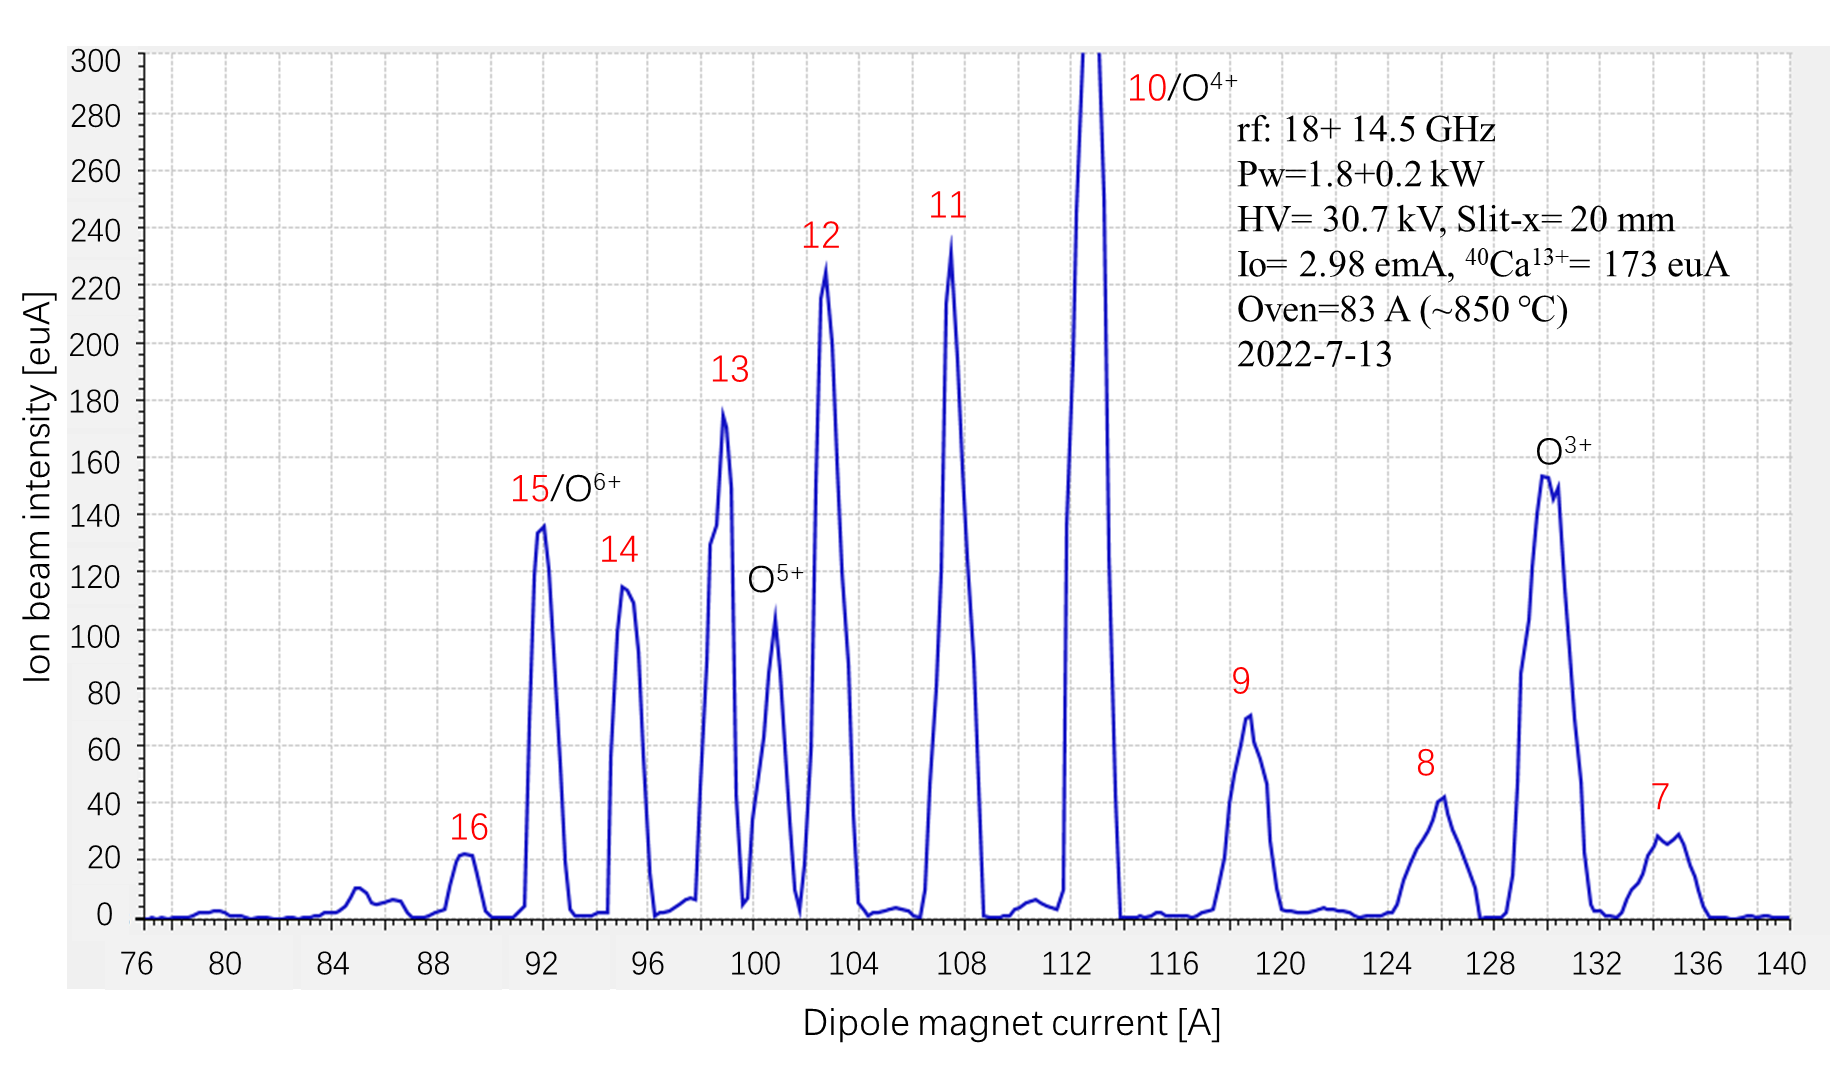 Ion beam intensity [euA]
300
280
260
240
220
200
180
160
140
120
100
80
60
40
20
0
16
15/O⁶⁺
14
13
O⁵⁺
12
11
10/O⁴⁺
9
8
O³⁺
7
rf: 18+ 14.5 GHz
Pw=1.8+0.2 kW
HV= 30.7 kV, Slit-x= 20 mm
Io= 2.98 emA, ⁴⁰Ca¹³⁺= 173 euA
Oven=83 A (~850 °C)
2022-7-13
76 80 84 88 92 96 100 104 108 112 116 120 124 128 132 136 140
Dipole magnet current [A]